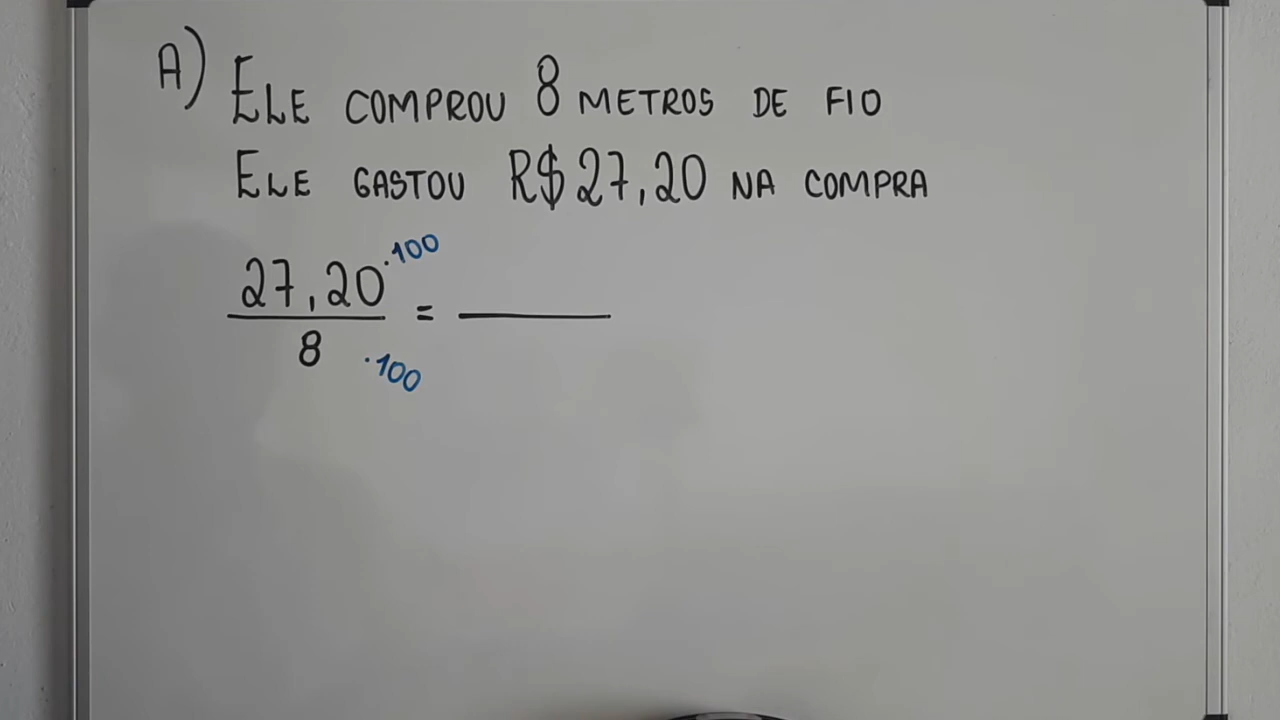 A) ELE COMPROU 8 METROS DE FIO
ELE GASTOU R$27,20 NA COMPRA
27,20 ·100
=
8 ·100